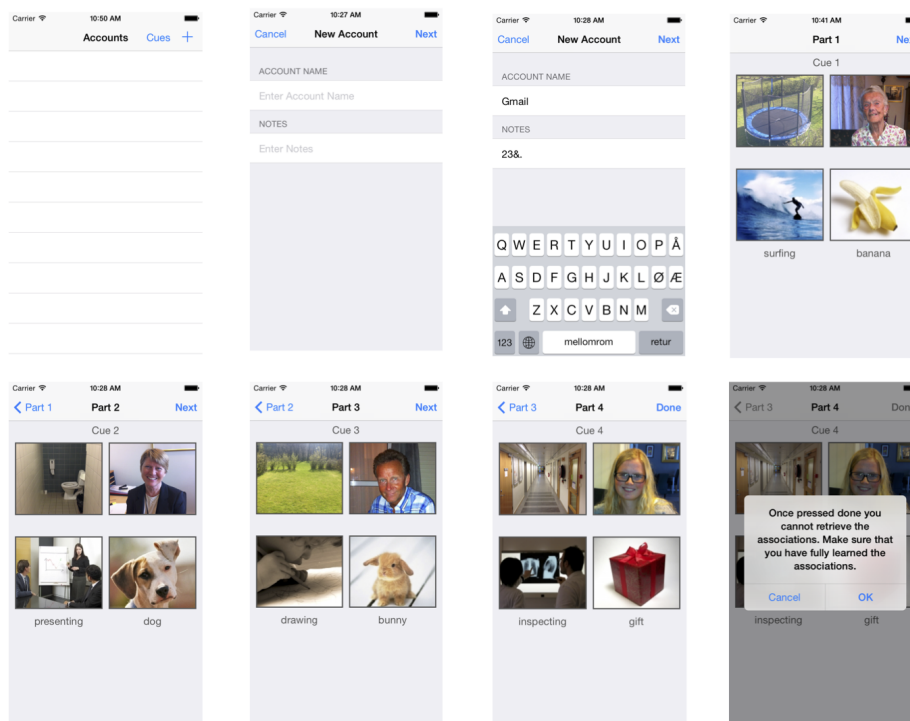 Carrier 10:50 AM
Accounts Cues +
Carrier 10:27 AM
Cancel New Account Next
ACCOUNT NAME
Enter Account Name
NOTES
Enter Notes
Carrier 10:28 AM
Cancel New Account Next
ACCOUNT NAME
Gmail
NOTES
23&.
Q W E R T Y U I O P Å
A S D F G H J K L Ø Æ
Z X C V B N M
123 mellomrom retur
Carrier 10:41 AM
Part 1 Ne
Cue 1
surfing banana
Carrier 10:28 AM
Part 1 Part 2 Next
Cue 2
presenting dog
Carrier 10:28 AM
Part 2 Part 3 Next
Cue 3
drawing bunny
Carrier 10:28 AM
Part 3 Part 4 Done
Cue 4
inspecting gift
Carrier 10:28 AM
Part 3 Part 4 Don
Cue 4
Once pressed done you
cannot retrieve the
associations. Make sure that
you have fully learned the
associations.
Cancel OK
inspecting gift